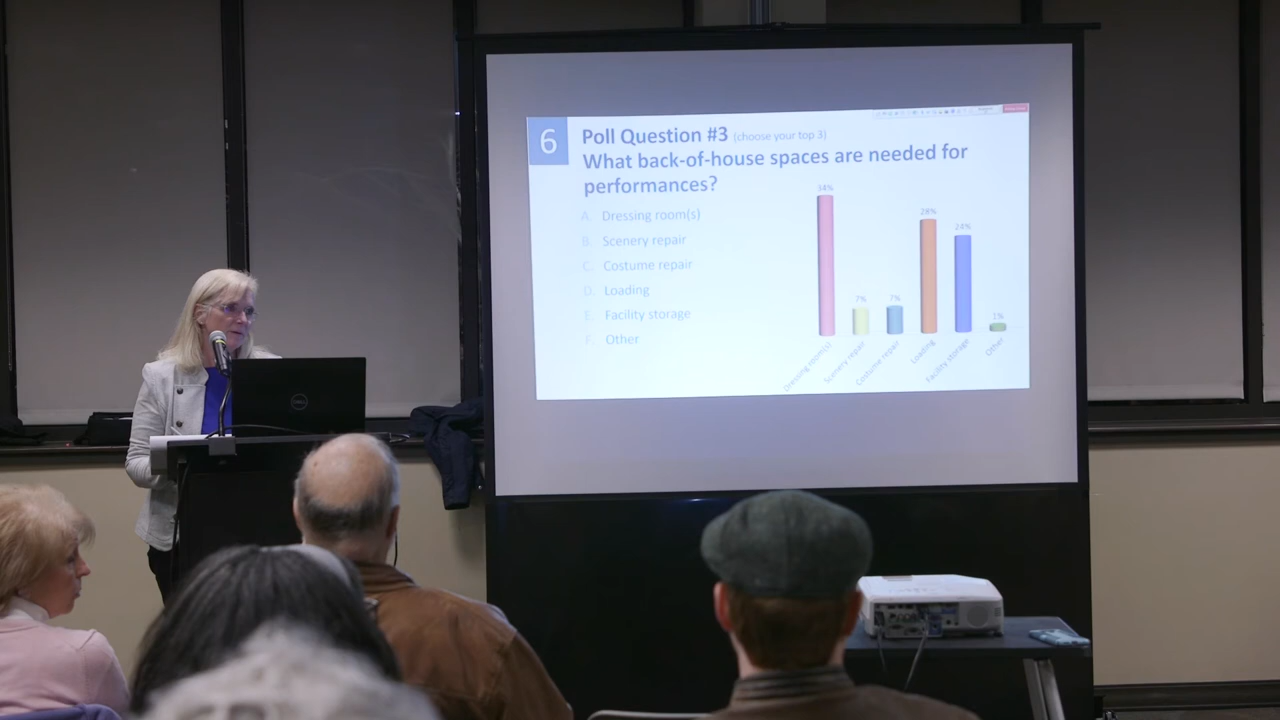 6
Poll Question #3 (choose your top 3)
What back-of-house spaces are needed for
performances?
A. Dressing room(s)
B. Scenery repair
C. Costume repair
D. Loading
E. Facility storage
F. Other
34%
7%
7%
28%
24%
1%
Dressing room(s)
Scenery repair
Costume repair
Loading
Facility storage
Other
DELL